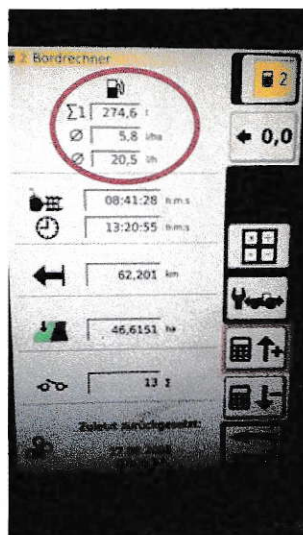 2 Bordrechner
2
∑1 274,6 l
Ø 5,8 l/ha
Ø 20,5 l/h
0,0
08:41:28 h:m:s
13:20:55 h:m:s
62,201 km
46,6151 ha
13 ∑
Zuletzt zurückgesetzt: